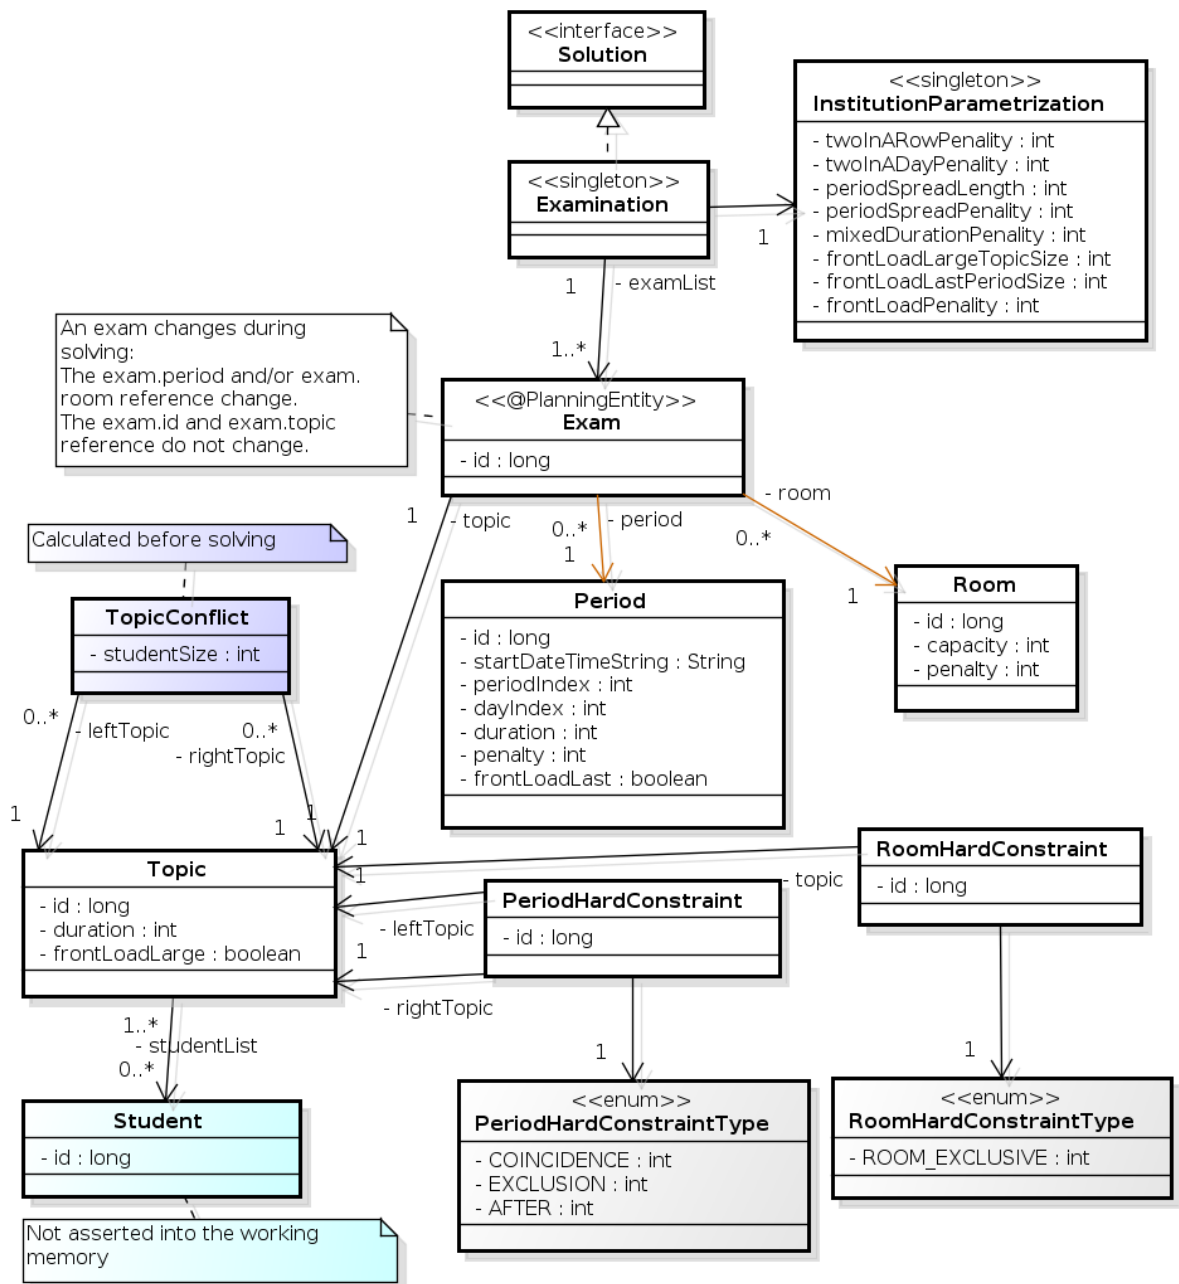 <<interface>>
Solution
<<singleton>>
InstitutionParametrization
- twoInARowPenality : int
- twoInADayPenality : int
- periodSpreadLength : int
- periodSpreadPenality : int
- mixedDurationPenality : int
- frontLoadLargeTopicSize : int
- frontLoadLastPeriodSize : int
- frontLoadPenality : int
<<singleton>>
Examination
1
1
- examList
1..*
An exam changes during
solving:
The exam.period and/or exam.
room reference change.
The exam.id and exam.topic
reference do not change.
<<@PlanningEntity>>
Exam
- id : long
1
- topic
0..*
- period
1
- room
0..*
1
Calculated before solving
TopicConflict
- studentSize : int
0..*
- leftTopic
0..*
- rightTopic
1
1
1
Period
- id : long
- startDateTimeString : String
- periodIndex : int
- dayIndex : int
- duration : int
- penalty : int
- frontLoadLast : boolean
Room
- id : long
- capacity : int
- penalty : int
Topic
- id : long
- duration : int
- frontLoadLarge : boolean
1
1
- leftTopic
1
- rightTopic
- topic
PeriodHardConstraint
- id : long
RoomHardConstraint
- id : long
1..*
- studentList
0..*
1
1
Student
- id : long
Not asserted into the working
memory
<<enum>>
PeriodHardConstraintType
- COINCIDENCE : int
- EXCLUSION : int
- AFTER : int
<<enum>>
RoomHardConstraintType
- ROOM_EXCLUSIVE : int